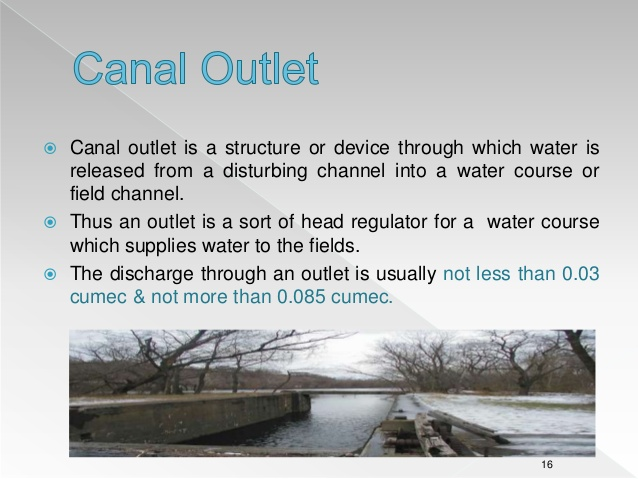 Canal Outlet
Canal outlet is a structure or device through which water is
released from a disturbing channel into a water course or
field channel.
Thus an outlet is a sort of head regulator for a water course
which supplies water to the fields.
The discharge through an outlet is usually not less than 0.03
cumec & not more than 0.085 cumec.
16